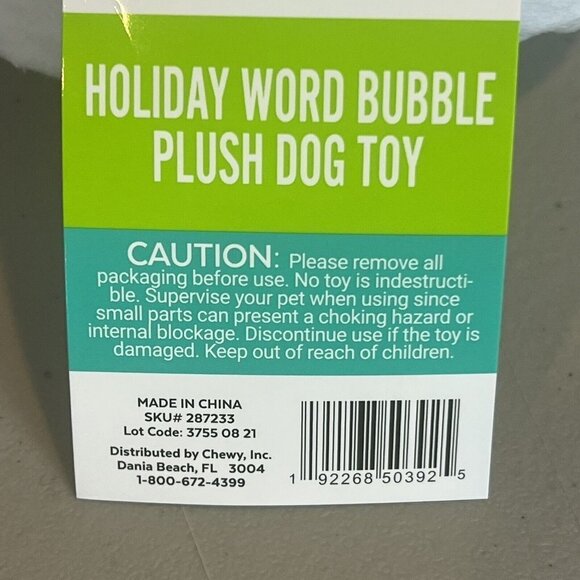 HOLIDAY WORD BUBBLE
PLUSH DOG TOY
CAUTION: Please remove all
packaging before use. No toy is indestructi-
ble. Supervise your pet when using since
small parts can present a choking hazard or
internal blockage. Discontinue use if the toy is
damaged. Keep out of reach of children.
MADE IN CHINA
SKU# 287233
Lot Code: 3755 08 21
Distributed by Chewy, Inc.
Dania Beach, FL 3004
1-800-672-4399
1 92268 50392 5